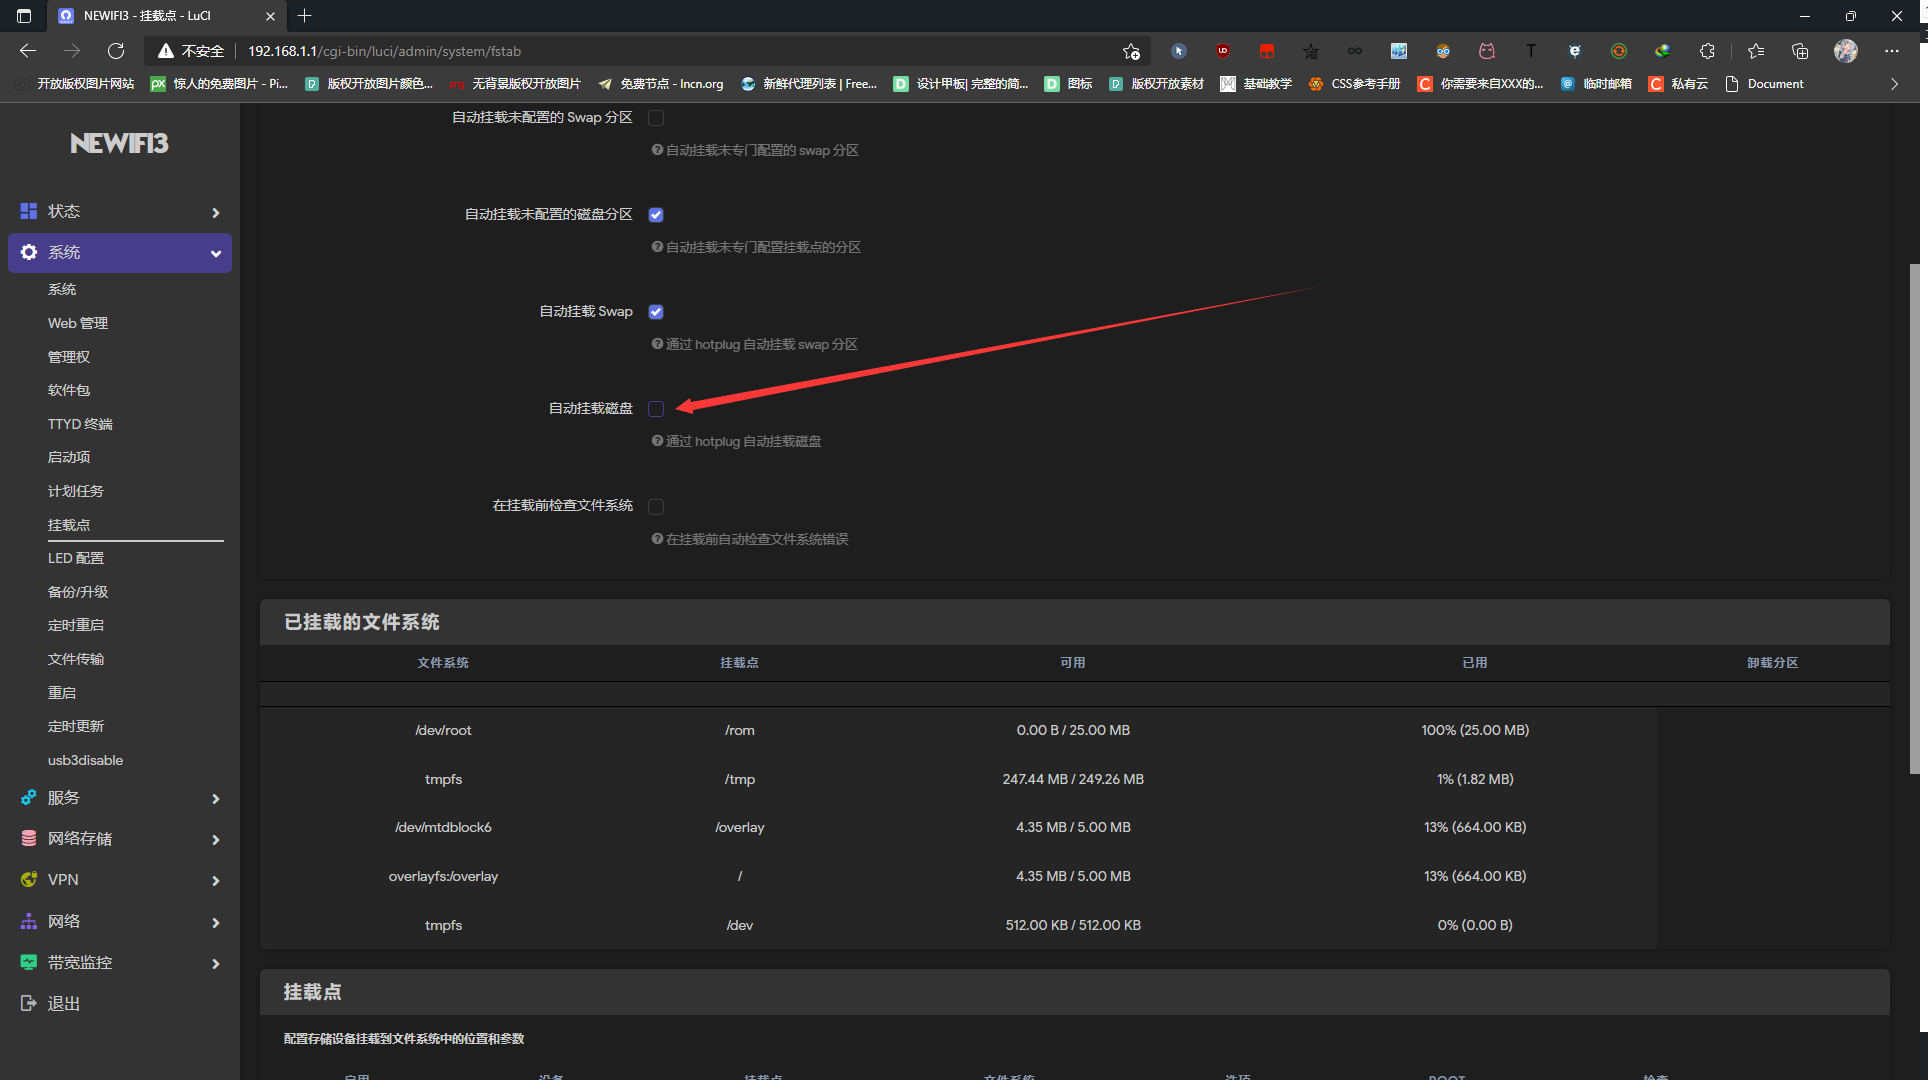 NEWIFI3 - 挂载点 - LuCI
不安全 192.168.1.1/cgi-bin/luci/admin/system/fstab
开放版权图片网站 惊人的免费图片 - Pi... 版权开放图片颜色... 无背景版权开放图片 免费节点 - Incn.org 新鲜代理列表 | Free... 设计甲板| 完整的简... 图标 版权开放素材 基础教学 CSS参考手册 你需要来自XXX的... 临时邮箱 私有云 Document
NEWIFI3
状态
系统
系统
Web 管理
管理权
软件包
TTYD 终端
启动项
计划任务
挂载点
LED 配置
备份/升级
定时重启
文件传输
重启
定时更新
usb3disable
服务
网络存储
VPN
网络
带宽监控
退出
自动挂载未配置的 Swap 分区
自动挂载未专门配置的 swap 分区
自动挂载未配置的磁盘分区
自动挂载未专门配置挂载点的分区
自动挂载 Swap
通过 hotplug 自动挂载 swap 分区
自动挂载磁盘
通过 hotplug 自动挂载磁盘
在挂载前检查文件系统
在挂载前自动检查文件系统错误
已挂载的文件系统
文件系统 挂载点 可用 已用 卸载分区
/dev/root /rom 0.00 B / 25.00 MB 100% (25.00 MB)
tmpfs /tmp 247.44 MB / 249.26 MB 1% (1.82 MB)
/dev/mtdblock6 /overlay 4.35 MB / 5.00 MB 13% (664.00 KB)
overlayfs:/overlay / 4.35 MB / 5.00 MB 13% (664.00 KB)
tmpfs /dev 512.00 KB / 512.00 KB 0% (0.00 B)
挂载点
配置存储设备挂载到文件系统中的位置和参数
启用 设备 挂载点 文件系统 选项 ROOT 检查